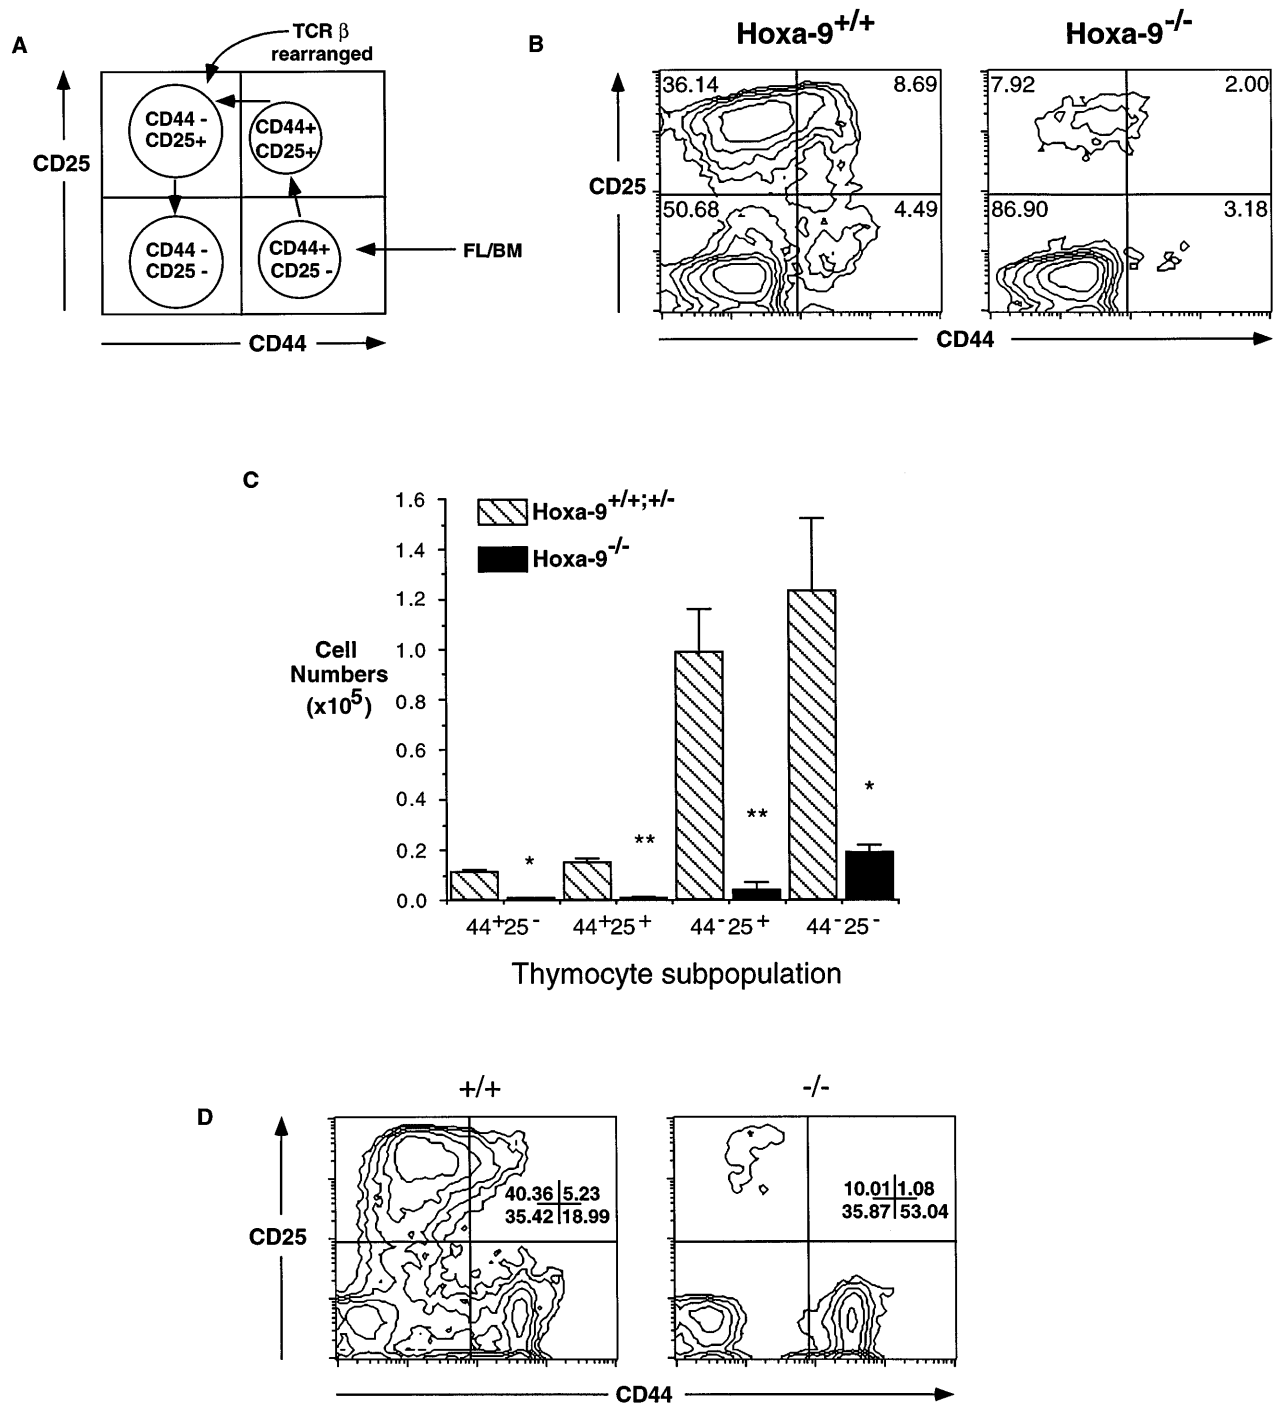 A
TCR β
rearranged
CD44 -
CD25+
CD44+
CD25+
CD25
CD44 -
CD25 -
CD44+
CD25 -
FL/BM
CD44
B
Hoxa-9+/+
Hoxa-9-/-
36.14
8.69
7.92
2.00
CD25
50.68
4.49
86.90
3.18
CD44
C
1.6
1.4
1.2
1.0
0.8
0.6
0.4
0.2
0.0
Hoxa-9+/+;+/-
Hoxa-9-/-
Cell
Numbers
(x105)
*
**
**
*
44+25-
44+25+
44-25+
44-25-
Thymocyte subpopulation
D
+/+
-/-
CD25
40.36 5.23
35.42 18.99
10.01 1.08
35.87 53.04
CD44